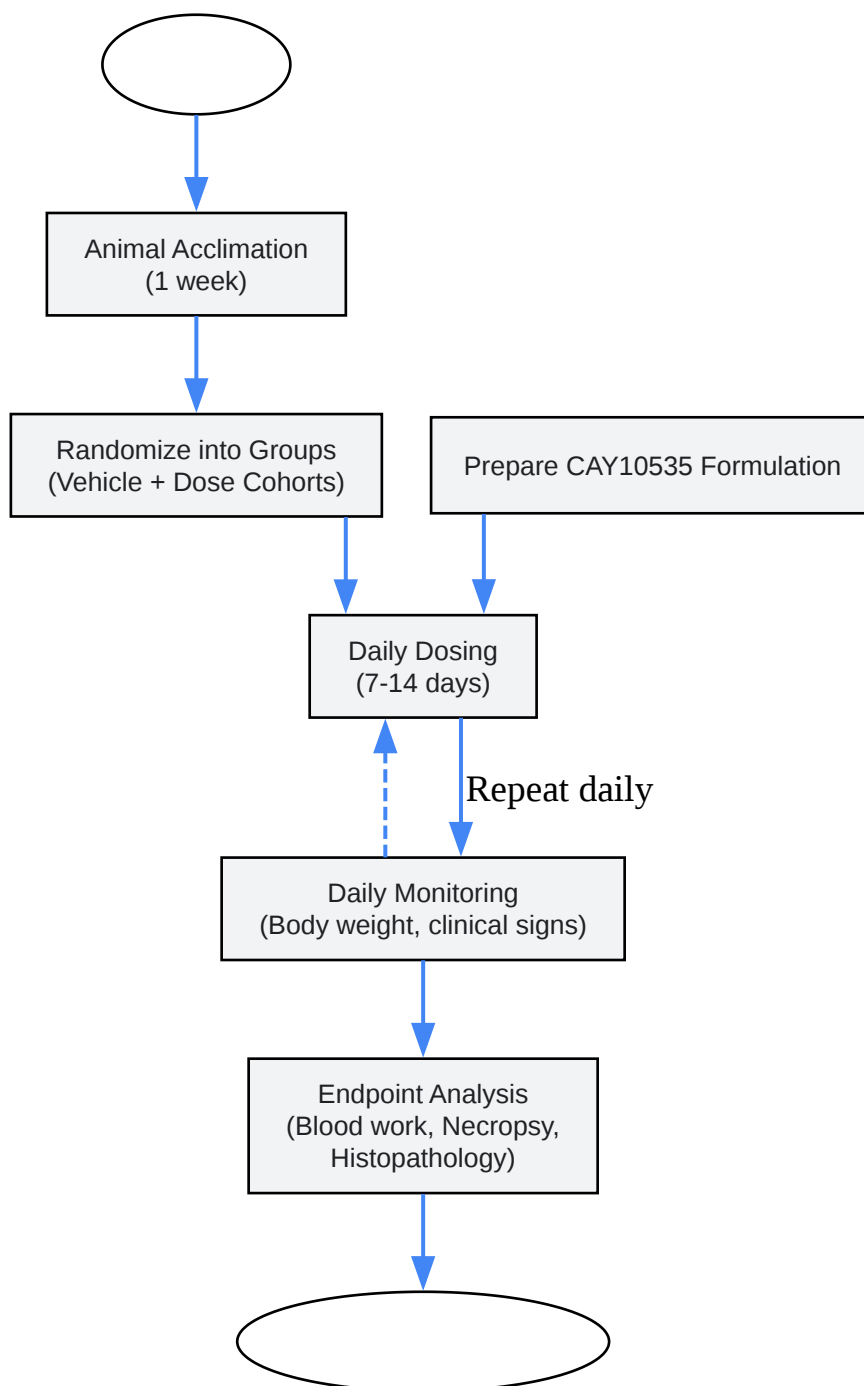 Animal Acclimation
(1 week)
Randomize into Groups
(Vehicle + Dose Cohorts)
Prepare CAY10535 Formulation
Daily Dosing
(7-14 days)
Repeat daily
Daily Monitoring
(Body weight, clinical signs)
Endpoint Analysis
(Blood work, Necropsy,
Histopathology)